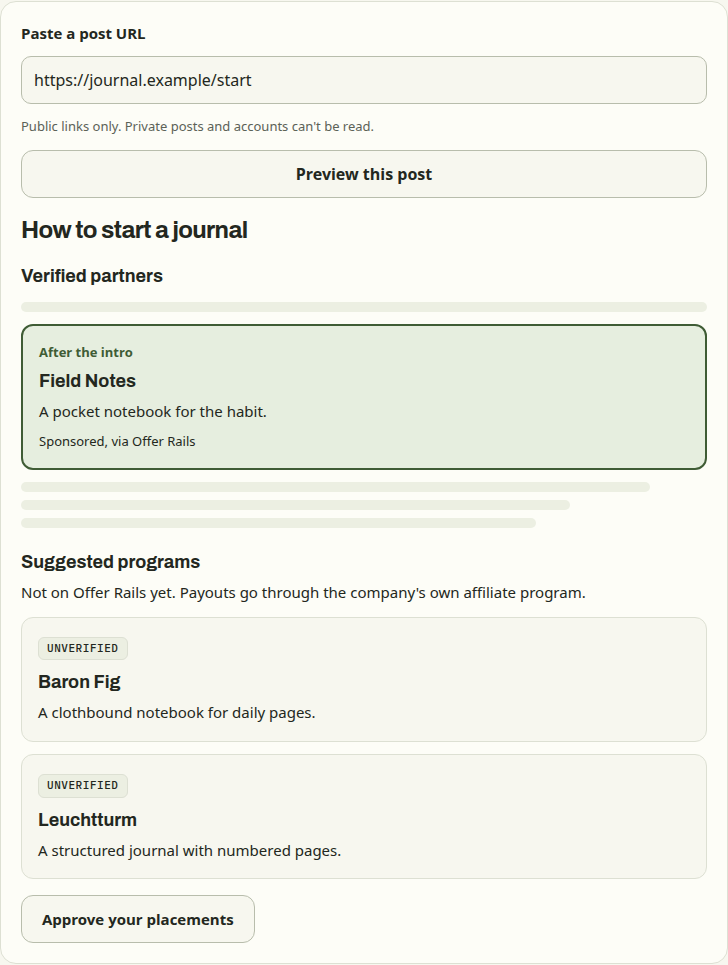 Paste a post URL
https://journal.example/start
Public links only. Private posts and accounts can't be read.
Preview this post
How to start a journal
Verified partners
After the intro
Field Notes
A pocket notebook for the habit.
Sponsored, via Offer Rails
Suggested programs
Not on Offer Rails yet. Payouts go through the company's own affiliate program.
UNVERIFIED
Baron Fig
A clothbound notebook for daily pages.
UNVERIFIED
Leuchtturm
A structured journal with numbered pages.
Approve your placements